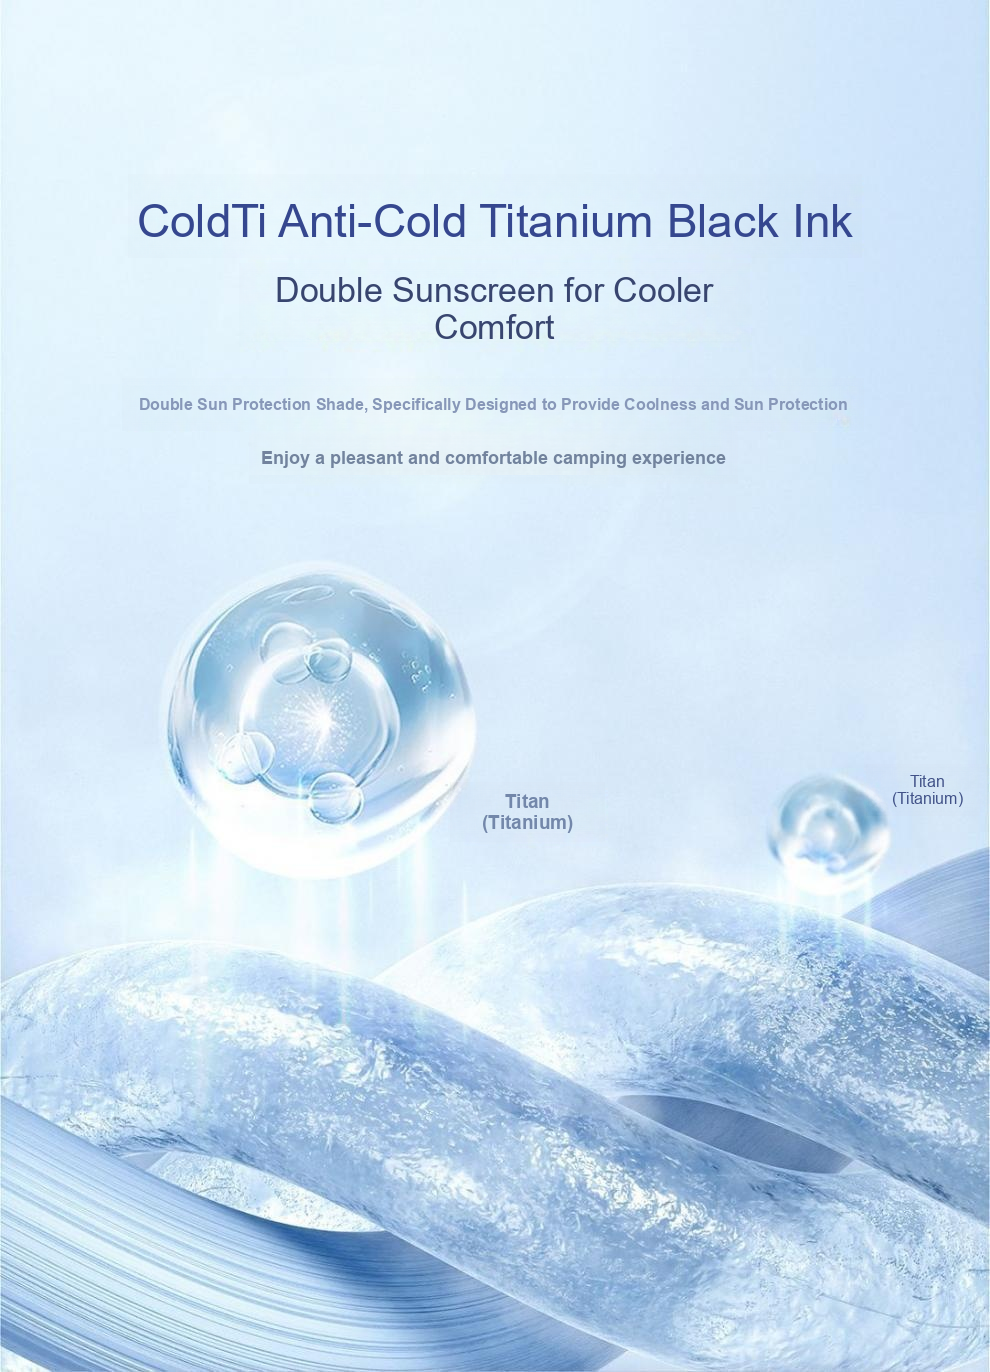 ColdTi Anti-Cold Titanium Black Ink
Double Sunscreen for Cooler
Comfort
Double Sun Protection Shade, Specifically Designed to Provide Coolness and Sun Protection
Enjoy a pleasant and comfortable camping experience
Titan
(Titanium)
Titan
(Titanium)